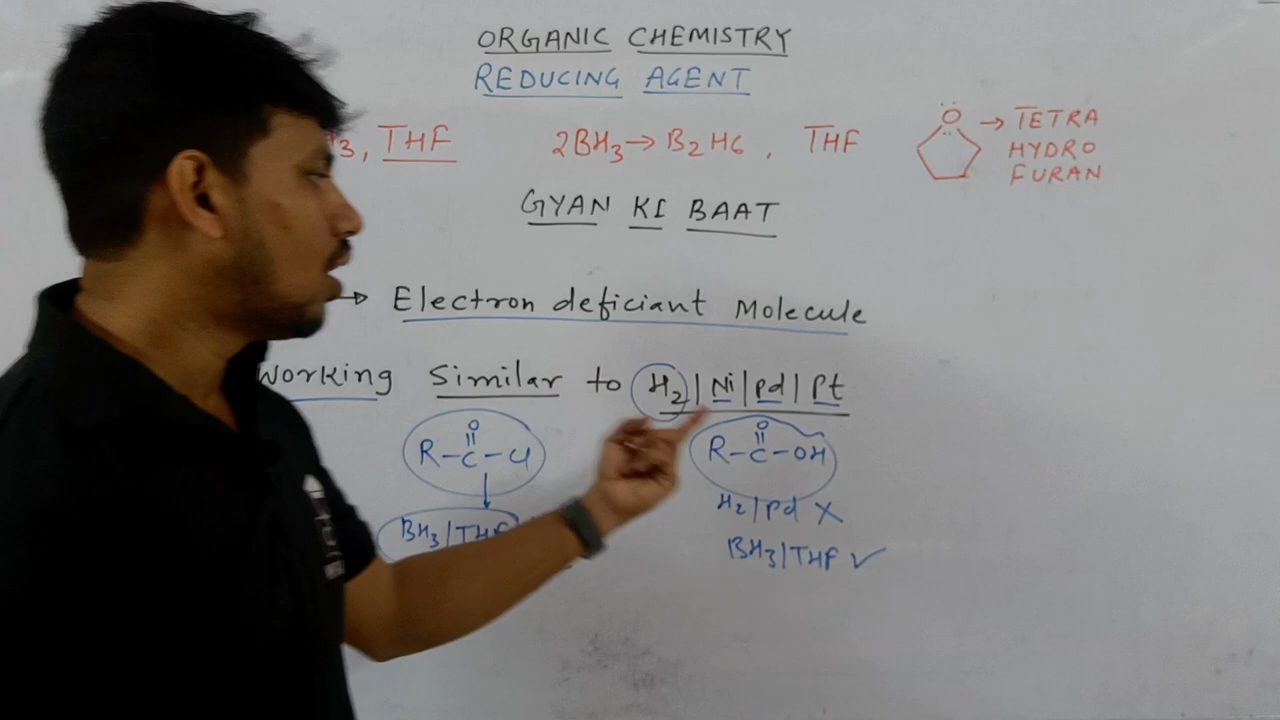 ORGANIC CHEMISTRY
REDUCING AGENT
3, THF 2BH3→B2H6, THF
O → TETRA
HYDRO
FURAN
GYAN KI BAAT
→ Electron deficiant Molecule
Working Similar to H2|Ni|Pd|Pt
O
R-C-Cl
BH3|THF
O
R-C-OH
H2|Pd X
BH3|THF ✓